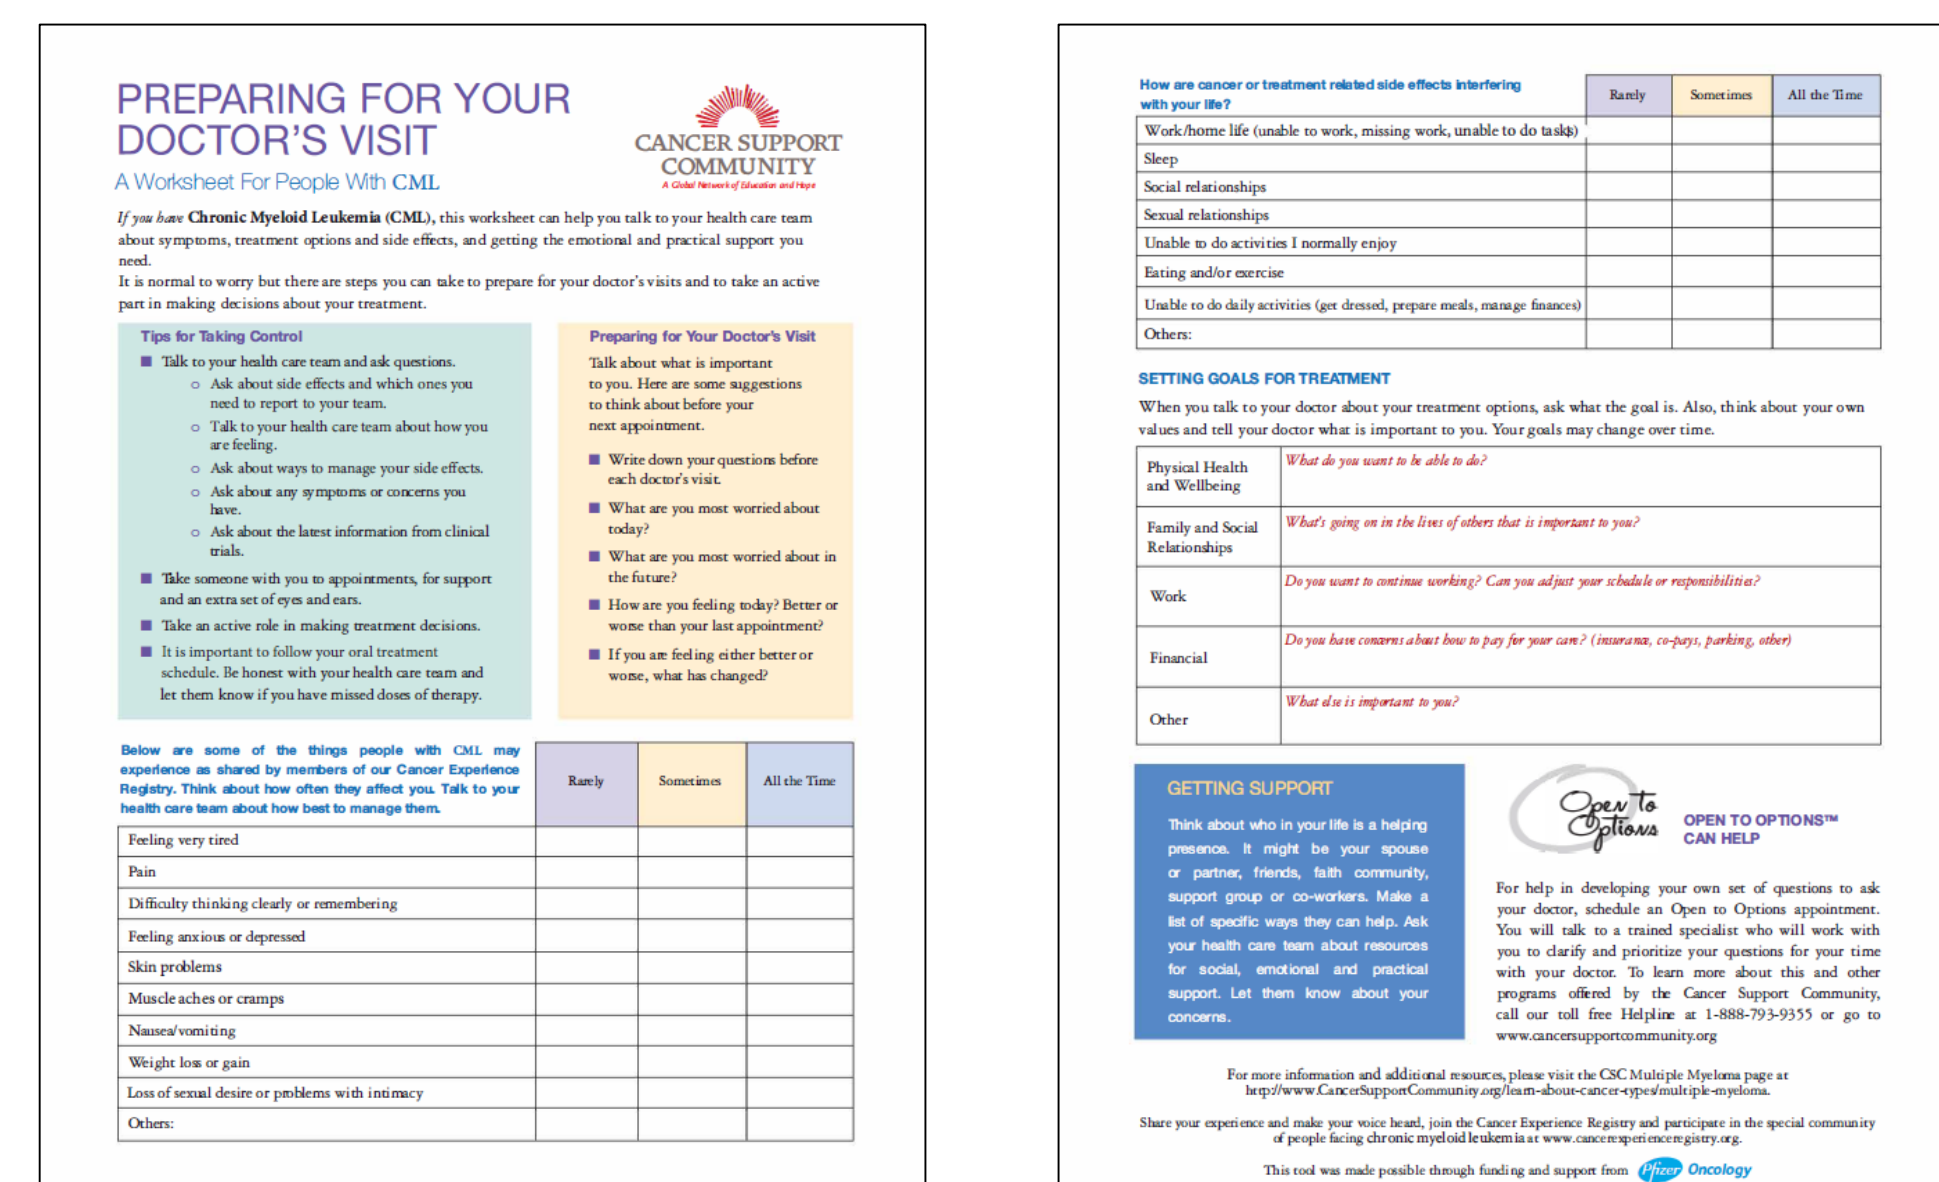 PREPARING FOR YOUR
DOCTOR'S VISIT
A Worksheet For People With CML
CANCER SUPPORT
COMMUNITY
A Global Network of Education and Hope
If you have Chronic Myeloid Leukemia (CML), this worksheet can help you talk to your health care team
about symptoms, treatment options and side effects, and getting the emotional and practical support you
need.
It is normal to worry but there are steps you can take to prepare for your doctor's visits and to take an active
part in making decisions about your treatment.
Tips for Taking Control
■ Talk to your health care team and ask questions.
o Ask about side effects and which ones you
need to report to your team.
o Talk to your health care team about how you
are feeling.
o Ask about ways to manage your side effects.
o Ask about any symptoms or concerns you
have.
o Ask about the latest information from clinical
trials.
■ Take someone with you to appointments, for support
and an extra set of eyes and ears.
■ Take an active role in making treatment decisions.
■ It is important to follow your oral treatment
schedule. Be honest with your health care team and
let them know if you have missed doses of therapy.
Preparing for Your Doctor's Visit
Talk about what is important
to you. Here are some suggestions
to think about before your
next appointment.
■ Write down your questions before
each doctor's visit.
■ What are you most worried about
today?
■ What are you most worried about in
the future?
■ How are you feeling today? Better or
worse than your last appointment?
■ If you are feeling either better or
worse, what has changed?
Below are some of the things people with CML may
experience as shared by members of our Cancer Experience
Registry. Think about how often they affect you. Talk to your
health care team about how best to manage them.
Rarely Sometimes All the Time
Feeling very tired
Pain
Difficulty thinking clearly or remembering
Feeling anxious or depressed
Skin problems
Muscle aches or cramps
Nausea/vomiting
Weight loss or gain
Loss of sexual desire or problems with intimacy
Others:
How are cancer or treatment related side effects interfering
with your life?
Rarely Sometimes All the Time
Work/home life (unable to work, missing work, unable to do tasks)
Sleep
Social relationships
Sexual relationships
Unable to do activities I normally enjoy
Eating and/or exercise
Unable to do daily activities (get dressed, prepare meals, manage finances)
Others:
SETTING GOALS FOR TREATMENT
When you talk to your doctor about your treatment options, ask what the goal is. Also, think about your own
values and tell your doctor what is important to you. Your goals may change over time.
Physical Health
and Wellbeing
What do you want to be able to do?
Family and Social
Relationships
What's going on in the lives of others that is important to you?
Work
Do you want to continue working? Can you adjust your schedule or responsibilities?
Financial
Do you have concerns about how to pay for your care? (insurance, co-pays, parking, other)
Other
What else is important to you?
GETTING SUPPORT
Think about who in your life is a helping
presence. It might be your spouse
or partner, friends, faith community,
support group or co-workers. Make a
list of specific ways they can help. Ask
your health care team about resources
for social, emotional and practical
support. Let them know about your
concerns.
Open to
Options
OPEN TO OPTIONS™
CAN HELP
For help in developing your own set of questions to ask
your doctor, schedule an Open to Options appointment.
You will talk to a trained specialist who will work with
you to clarify and prioritize your questions for your time
with your doctor. To learn more about this and other
programs offered by the Cancer Support Community,
call our toll free Helpline at 1-888-793-9355 or go to
www.cancersupportcommunity.org
For more information and additional resources, please visit the CSC Multiple Myeloma page at
http://www.CancerSupportCommunity.org/learn-about-cancer-types/multiple-myeloma.
Share your experience and make your voice heard, join the Cancer Experience Registry and participate in the special community
of people facing chronic myeloid leukemia at www.cancerexperienceregistry.org.
This tool was made possible through funding and support from Pfizer Oncology